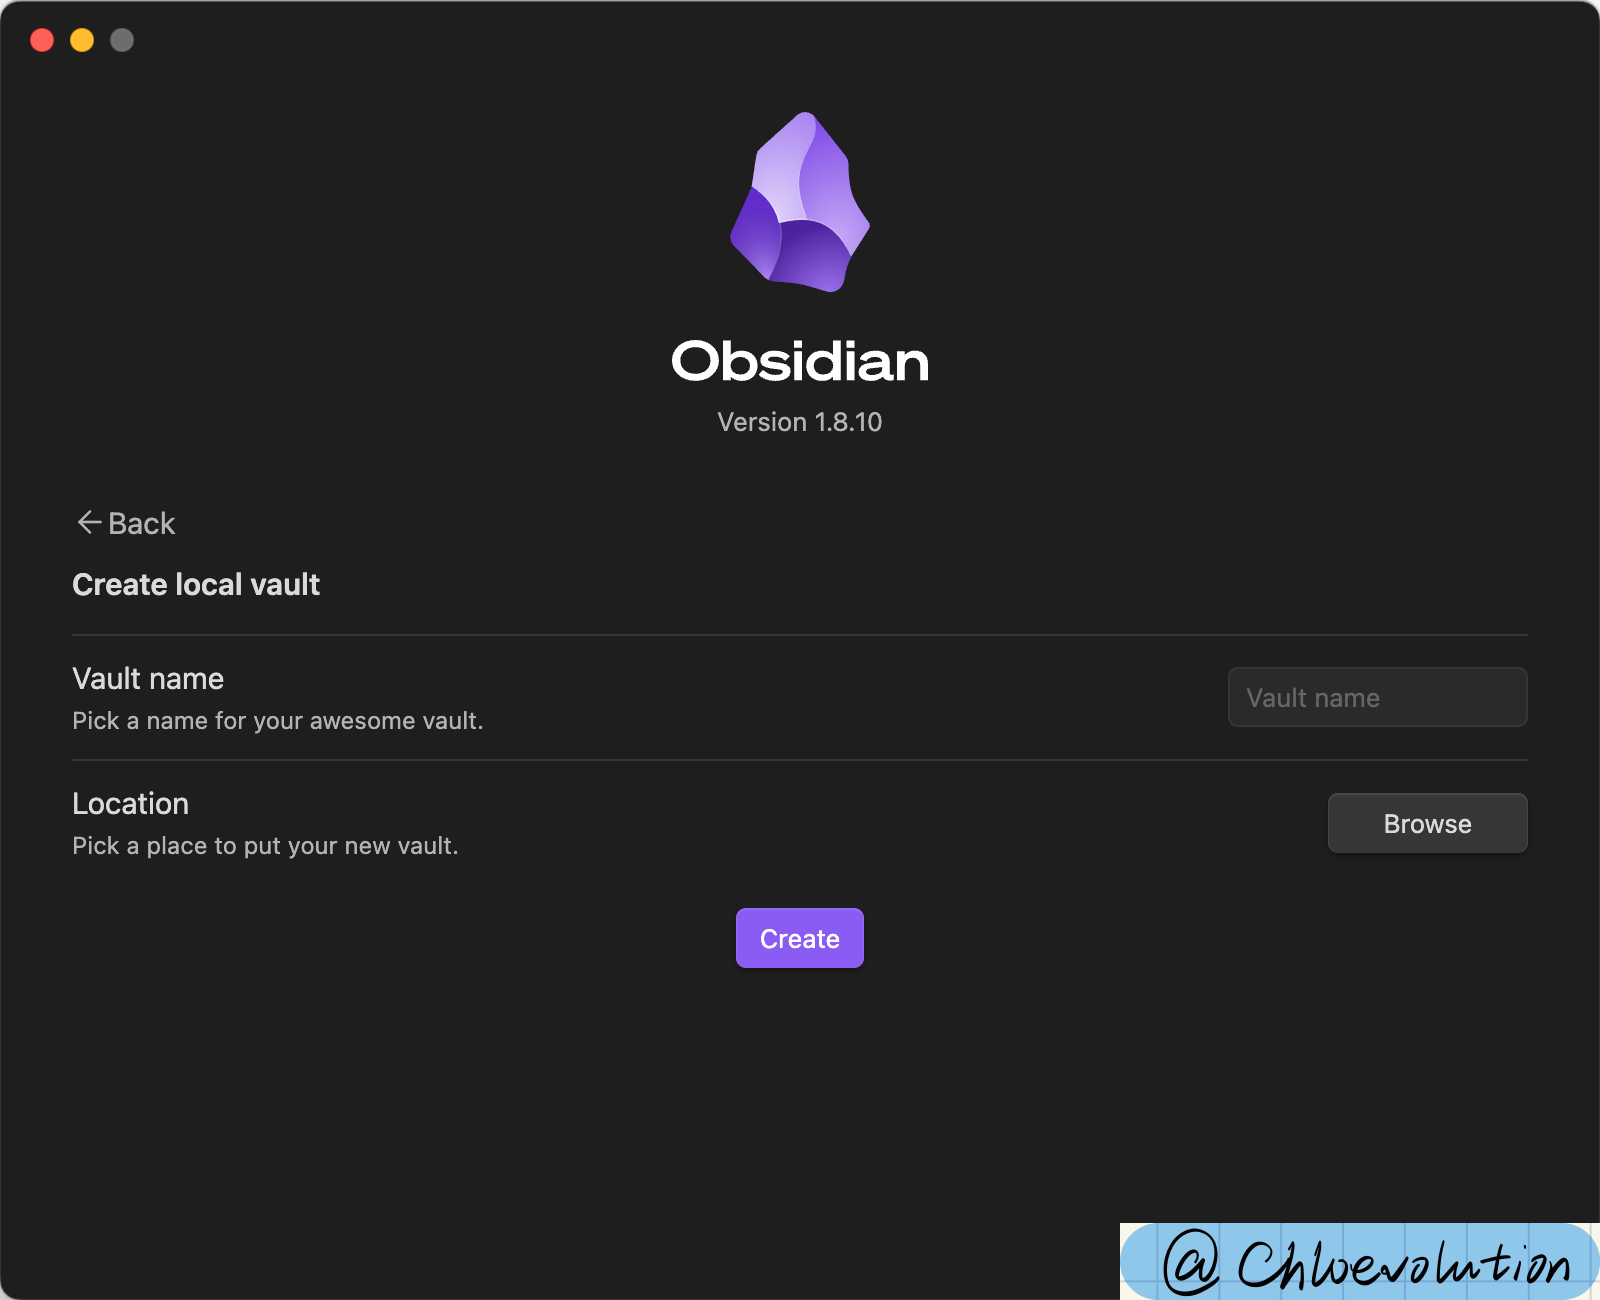 Obsidian
Version 1.8.10
Back
Create local vault
Vault name
Pick a name for your awesome vault.
Vault name
Location
Pick a place to put your new vault.
Browse
Create
@Chloevolution